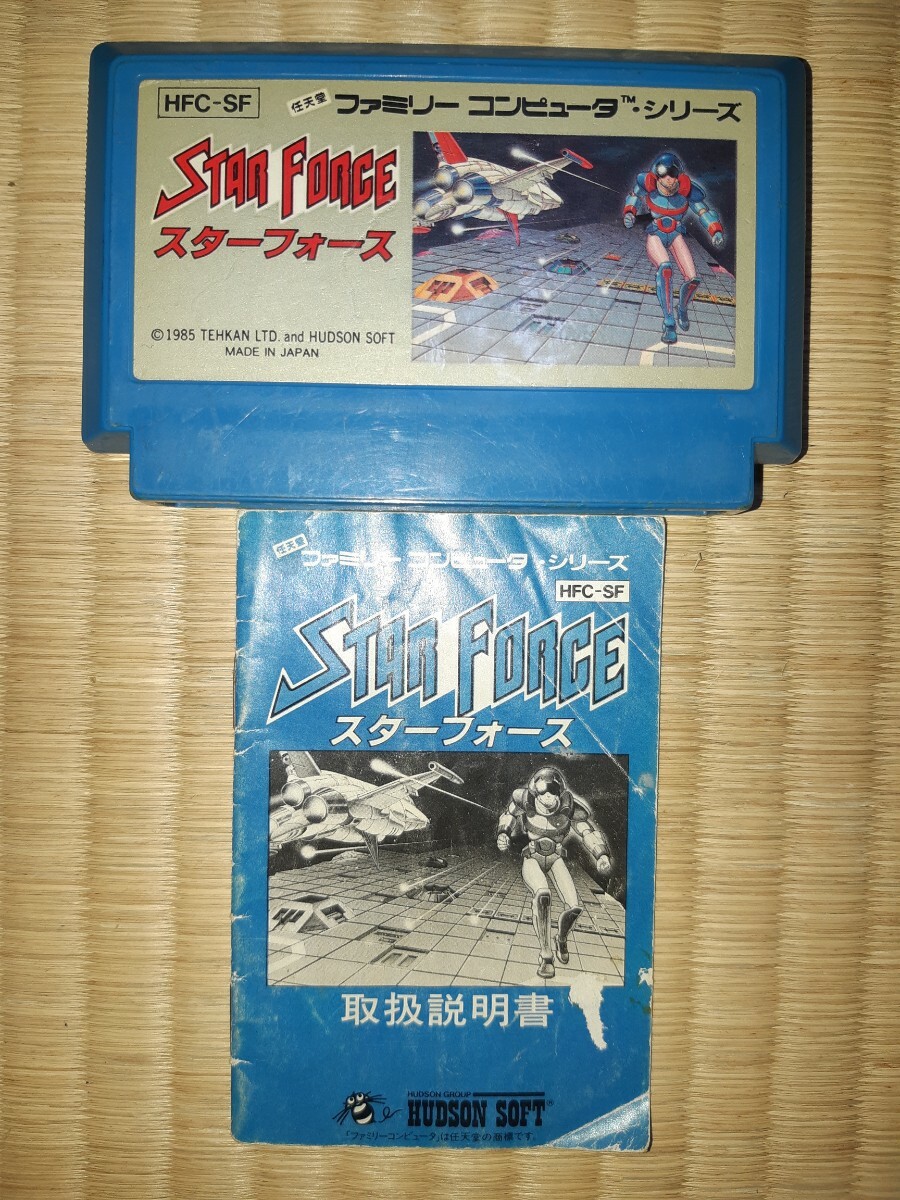 HFC-SF
任天堂 ファミリー コンピュータ™・シリーズ
STAR FORCE
スターフォース
©1985 TEHKAN LTD. and HUDSON SOFT
MADE IN JAPAN
任天堂 ファミリー コンピュータ・シリーズ
HFC-SF
STAR FORCE
スターフォース
取扱説明書
HUDSON GROUP
HUDSON SOFT®
「ファミリーコンピュータ」は任天堂の商標です。